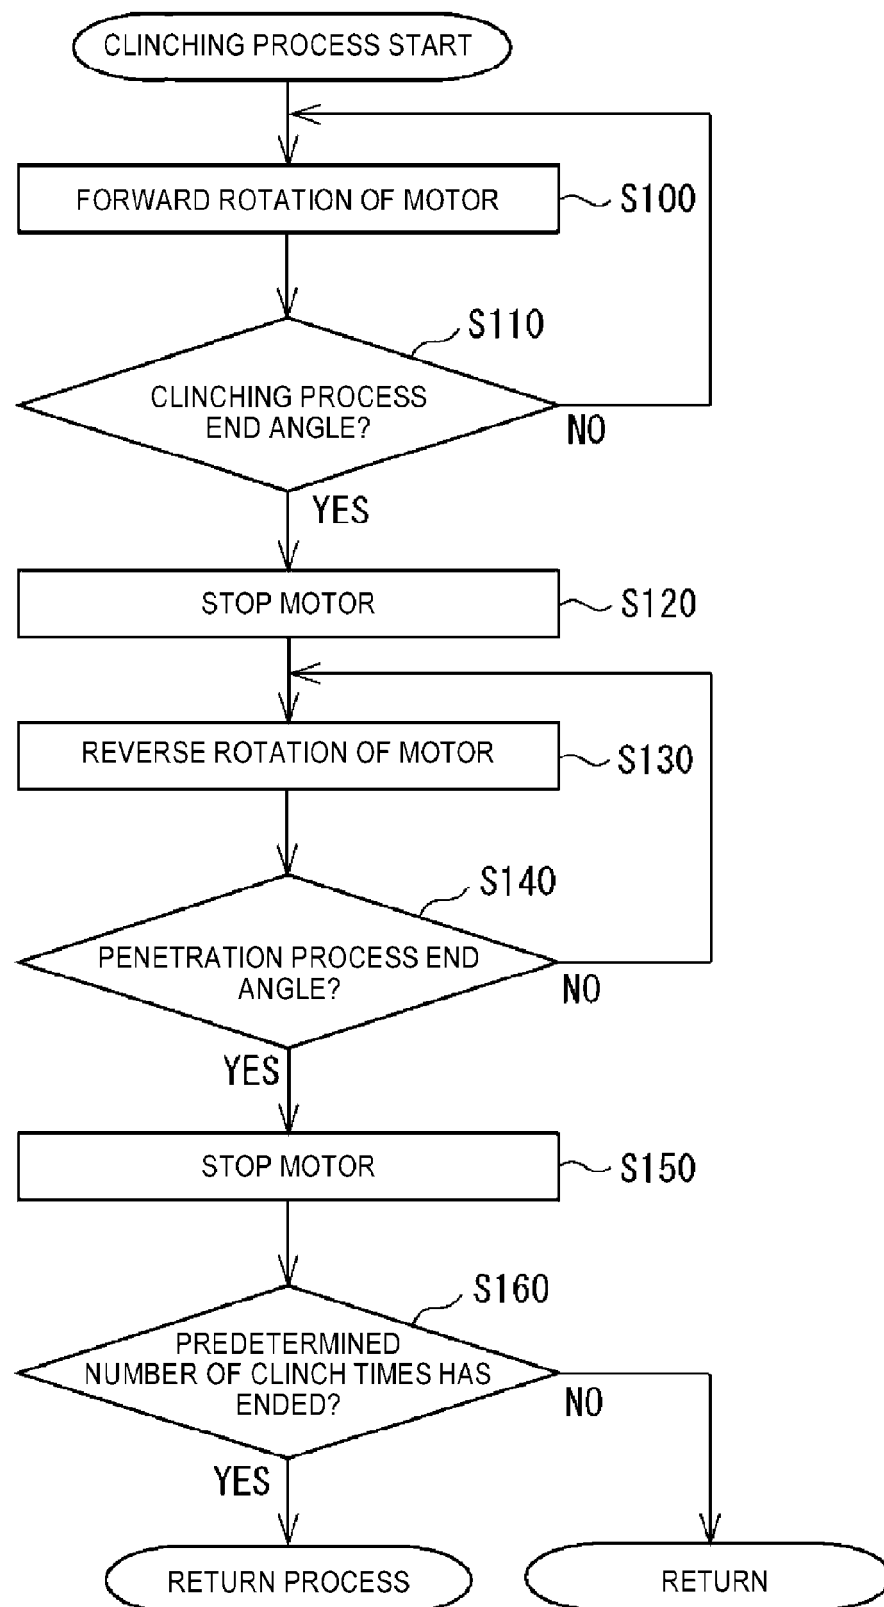 CLINCHING PROCESS START
FORWARD ROTATION OF MOTOR
S100
S110
CLINCHING PROCESS
END ANGLE?
NO
YES
STOP MOTOR
S120
REVERSE ROTATION OF MOTOR
S130
S140
PENETRATION PROCESS END
ANGLE?
NO
YES
STOP MOTOR
S150
S160
PREDETERMINED
NUMBER OF CLINCH TIMES HAS
ENDED?
NO
YES
RETURN PROCESS
RETURN